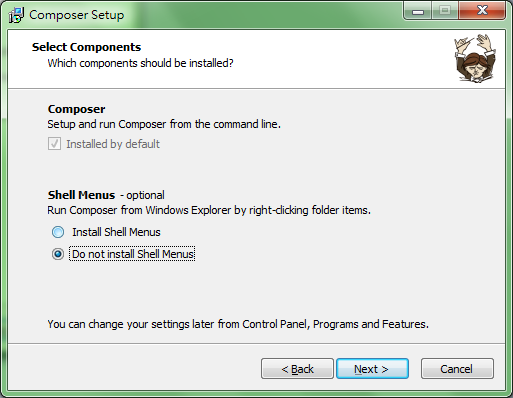 Composer Setup
Select Components
Which components should be installed?
Composer
Setup and run Composer from the command line.
Installed by default
Shell Menus - optional
Run Composer from Windows Explorer by right-clicking folder items.
Install Shell Menus
Do not install Shell Menus
You can change your settings later from Control Panel, Programs and Features.
< Back Next > Cancel